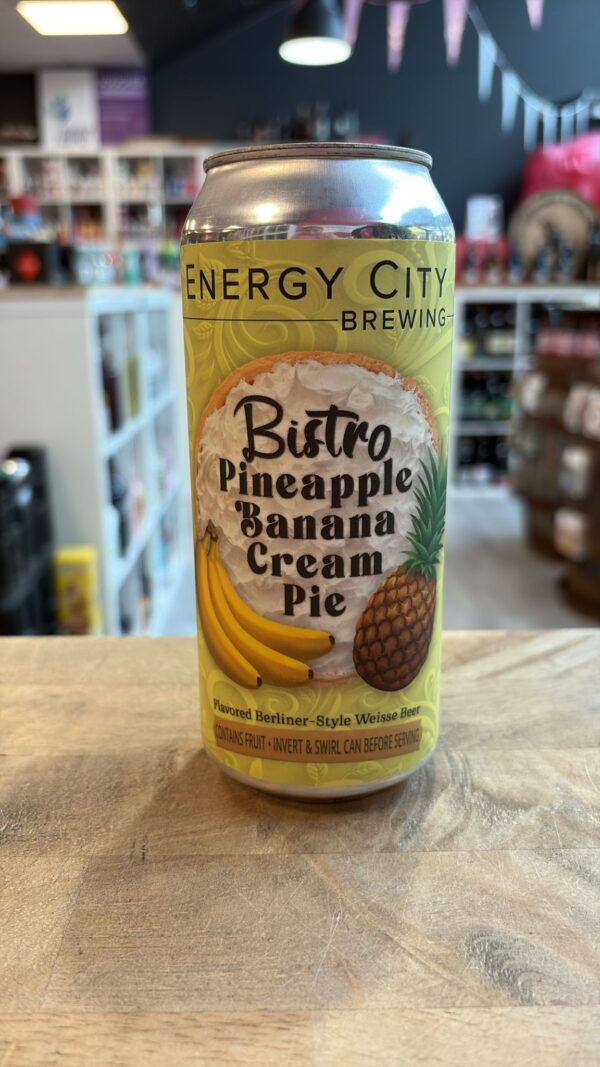 ENERGY CITY
BREWING
Bistro
Pineapple
Banana
Cream
Pie
Flavored Berliner-Style Weisse Beer
CONTAINS FRUIT • INVERT & SWIRL CAN BEFORE SERVING